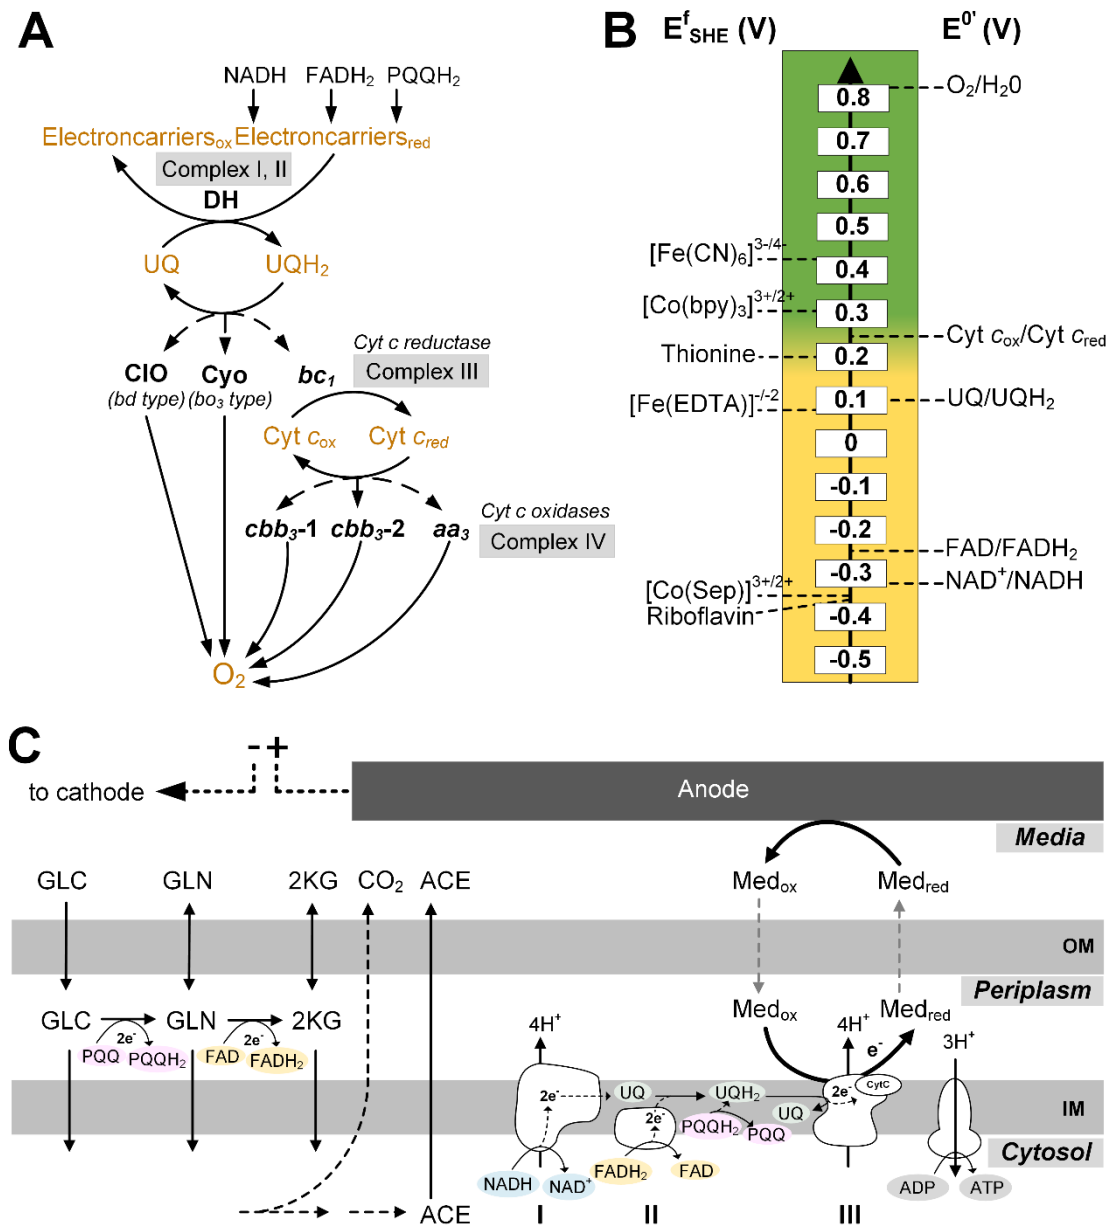 A
NADH FADH2 PQQH2
ElectroncarriersoxElectroncarriersred
Complex I, II
DH
UQ UQH2
Cyt c reductase
CIO Cyo bc1 Complex III
(bd type) (bo3 type)
Cyt cox Cyt cred
Cyt c oxidases
cbb3-1 cbb3-2 aa3
Complex IV
O2
B
EfSHE (V) E0' (V)
0.8 O2/H20
0.7
0.6
0.5
[Fe(CN)6]3-/4-
0.4
[Co(bpy)3]3+/2+ 0.3
Cyt cox/Cyt cred
Thionine 0.2
[Fe(EDTA)]-/-2 0.1 UQ/UQH2
0
-0.1
-0.2
FAD/FADH2
-0.3 NAD+/NADH
[Co(Sep)]3+/2+
Riboflavin -0.4
-0.5
C
- +
to cathode Anode
Media
GLC GLN 2KG CO2 ACE Medox Medred
OM
Periplasm
GLC GLN 2KG Medox 4H+ Medred
2e- 2e- 4H+ e- 3H+
PQQ PQQH2 FAD FADH2
2e- UQ UQH2 2e- CytC
UQ IM
2e- PQQH2 PQQ
Cytosol
NADH NAD+ FADH2 FAD ADP ATP
ACE I II III